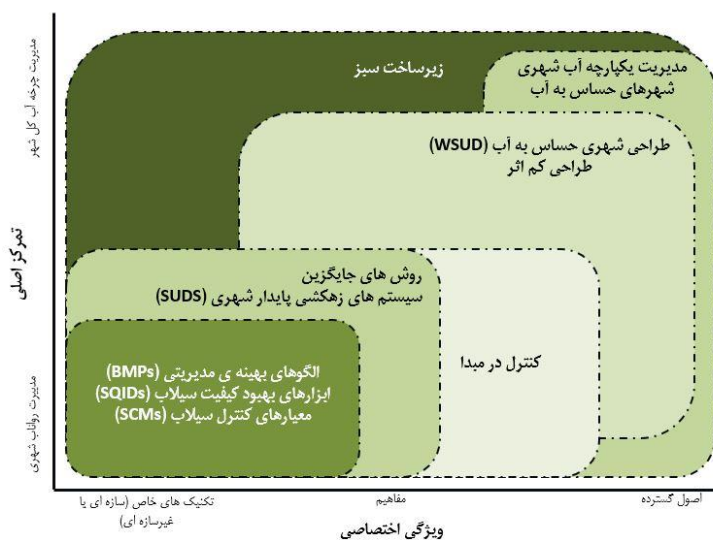 زیرساخت سبز
مدیریت یکپارچه آب شهری
شهرهای حساس به آب
طراحی شهری حساس به آب (WSUD)
طراحی کم اثر
روش های جایگزین
سیستم های زهکشی پایدار شهری (SUDS)
کنترل در مبدا
الگوهای بهینه ی مدیریتی (BMPs)
ابزارهای بهبود کیفیت سیلاب (SQIDs)
معیارهای کنترل سیلاب (SCMs)
مدیریت چرخه آب کل شهر
تمرکز اصلی
مدیریت رواناب شهری
اصول گسترده
مفاهیم
تکنیک های خاص (سازه ای یا
غیرسازه ای)
ویژگی اختصاصی